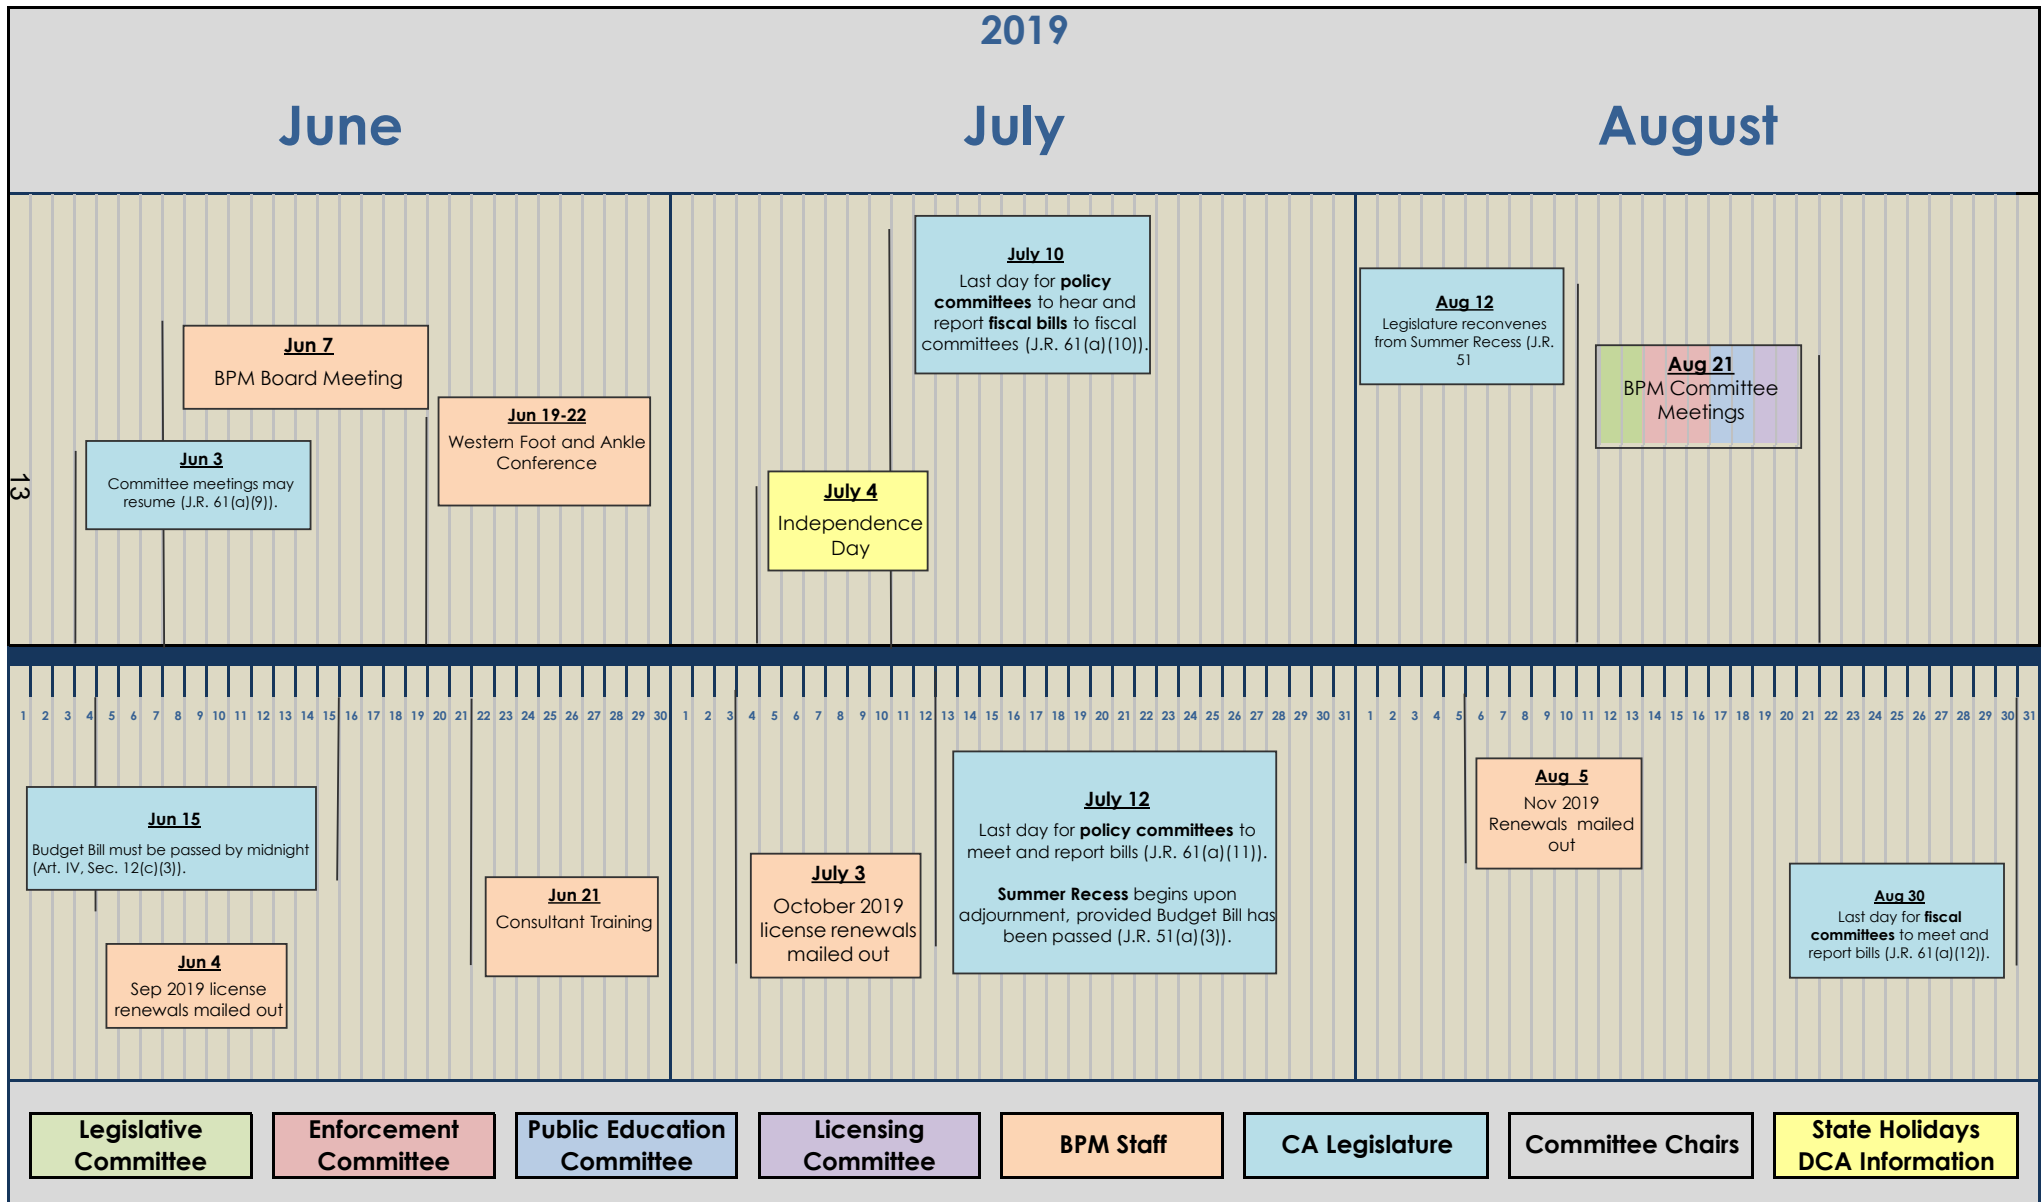 2019
June
July
August
July 10
Last day for policy
committees to hear and
report fiscal bills to fiscal
committees (J.R. 61(a)(10)).
Aug 12
Legislature reconvenes
from Summer Recess (J.R.
51
Jun 7
BPM Board Meeting
Aug 21
BPM Committee
Meetings
Jun 19-22
Western Foot and Ankle
Conference
Jun 3
Committee meetings may
resume (J.R. 61(a)(9)).
July 4
Independence
Day
13
1 2 3 4 5 6 7 8 9 10 11 12 13 14 15 16 17 18 19 20 21 22 23 24 25 26 27 28 29 30 1 2 3 4 5 6 7 8 9 10 11 12 13 14 15 16 17 18 19 20 21 22 23 24 25 26 27 28 29 30 31 1 2 3 4 5 6 7 8 9 10 11 12 13 14 15 16 17 18 19 20 21 22 23 24 25 26 27 28 29 30 31
Jun 15
Budget Bill must be passed by midnight
(Art. IV, Sec. 12(c)(3)).
Jun 4
Sep 2019 license
renewals mailed out
Jun 21
Consultant Training
July 3
October 2019
license renewals
mailed out
July 12
Last day for policy committees to
meet and report bills (J.R. 61(a)(11)).
Summer Recess begins upon
adjournment, provided Budget Bill has
been passed (J.R. 51(a)(3)).
Aug 5
Nov 2019
Renewals mailed
out
Aug 30
Last day for fiscal
committees to meet and
report bills (J.R. 61(a)(12)).
Legislative
Committee
Enforcement
Committee
Public Education
Committee
Licensing
Committee
BPM Staff
CA Legislature
Committee Chairs
State Holidays
DCA Information